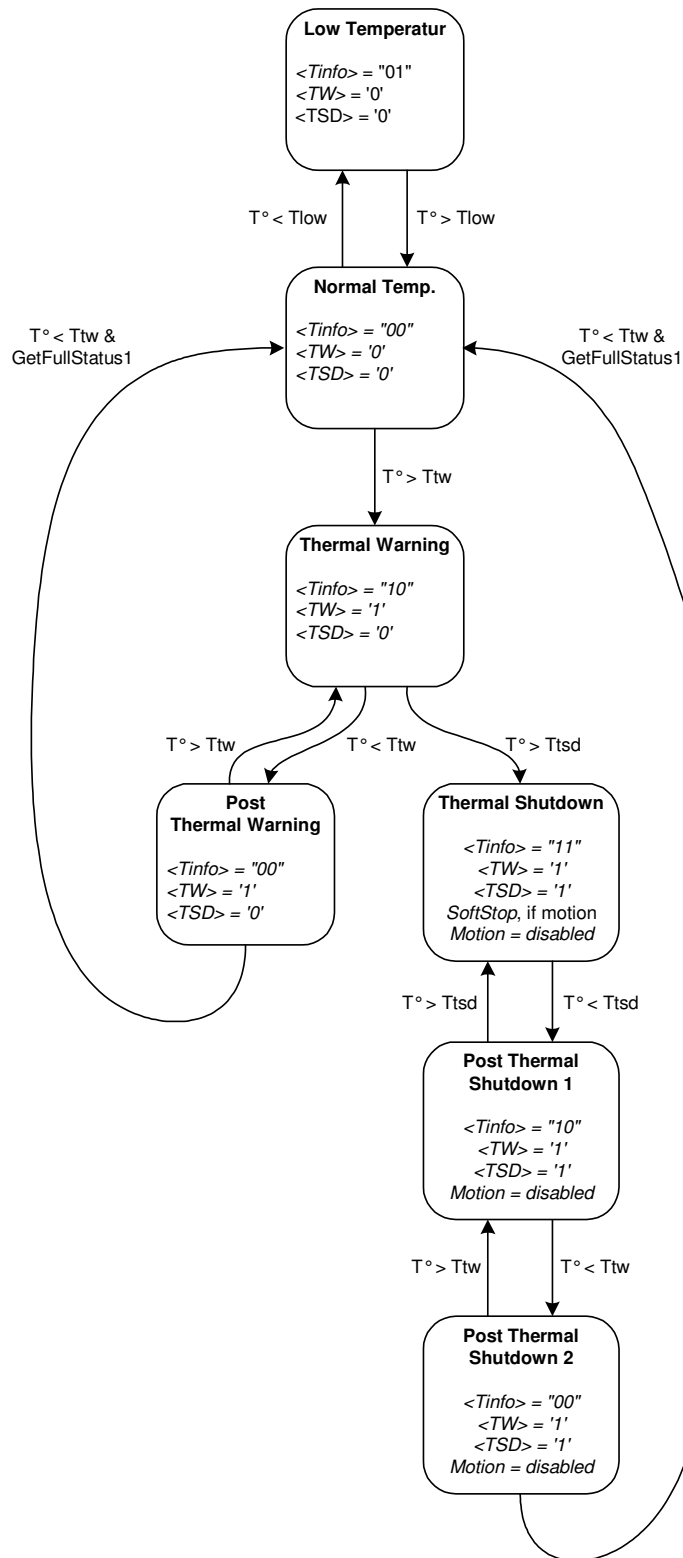 Low Temperatur
<Tinfo> = "01"
<TW> = '0'
<TSD> = '0'
T° < Tlow
T° > Tlow
Normal Temp.
<Tinfo> = "00"
<TW> = '0'
<TSD> = '0'
T° < Ttw &
GetFullStatus1
T° < Ttw &
GetFullStatus1
T° > Ttw
Thermal Warning
<Tinfo> = "10"
<TW> = '1'
<TSD> = '0'
T° > Ttw
T° < Ttw
T° > Ttsd
Post
Thermal Warning
<Tinfo> = "00"
<TW> = '1'
<TSD> = '0'
Thermal Shutdown
<Tinfo> = "11"
<TW> = '1'
<TSD> = '1'
SoftStop, if motion
Motion = disabled
T° > Ttsd
T° < Ttsd
Post Thermal
Shutdown 1
<Tinfo> = "10"
<TW> = '1'
<TSD> = '1'
Motion = disabled
T° > Ttw
T° < Ttw
Post Thermal
Shutdown 2
<Tinfo> = "00"
<TW> = '1'
<TSD> = '1'
Motion = disabled